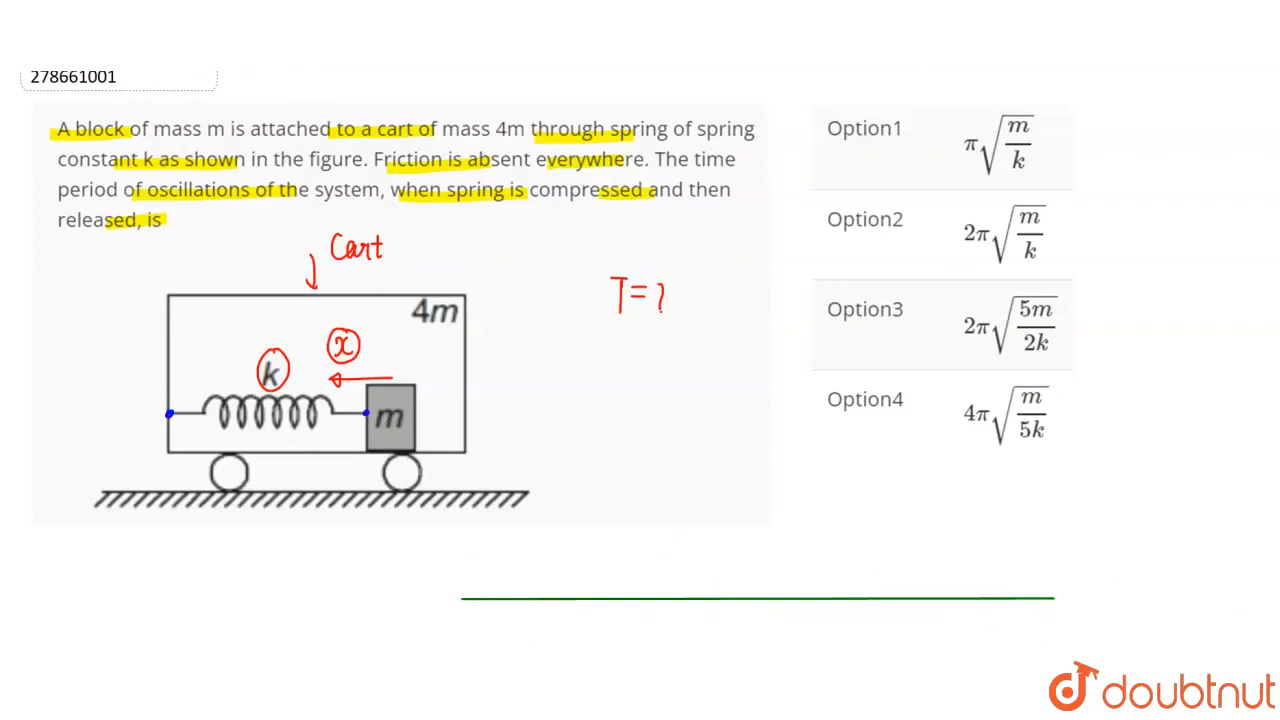 278661001
A block of mass m is attached to a cart of mass 4m through spring of spring
constant k as shown in the figure. Friction is absent everywhere. The time
period of oscillations of the system, when spring is compressed and then
released, is
Cart
4m
x
k
m
T = ?
Option1 π√(m/k)
Option2 2π√(m/k)
Option3 2π√(5m/2k)
Option4 4π√(m/5k)
doubtnut